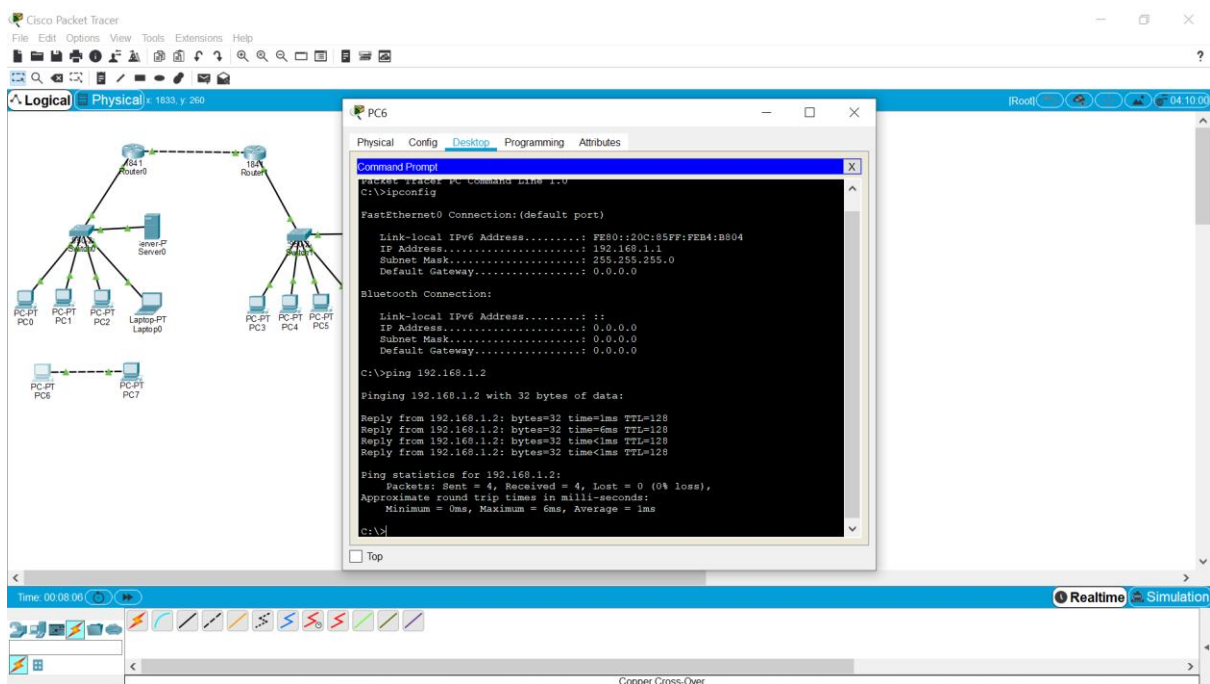 Cisco Packet Tracer
File Edit Options View Tools Extensions Help
?
Logical Physical x: 1833, y: 260
[Root] 04:10:00
1841
Router0
1841
Server0
PC-PT
PC0
PC-PT
PC1
PC-PT
PC2
Laptop-PT
Laptop0
PC-PT
PC3
PC-PT
PC4
PC-PT
PC5
PC-PT
PC6
PC-PT
PC7
PC6
Physical Config Desktop Programming Attributes
Command Prompt X
Packet Tracer PC Command Line 1.0
C:\>ipconfig
FastEthernet0 Connection:(default port)
Link-local IPv6 Address.........: FE80::20C:85FF:FEB4:B804
IP Address......................: 192.168.1.1
Subnet Mask.....................: 255.255.255.0
Default Gateway.................: 0.0.0.0
Bluetooth Connection:
Link-local IPv6 Address.........: ::
IP Address......................: 0.0.0.0
Subnet Mask.....................: 0.0.0.0
Default Gateway.................: 0.0.0.0
C:\>ping 192.168.1.2
Pinging 192.168.1.2 with 32 bytes of data:
Reply from 192.168.1.2: bytes=32 time=1ms TTL=128
Reply from 192.168.1.2: bytes=32 time=6ms TTL=128
Reply from 192.168.1.2: bytes=32 time<1ms TTL=128
Reply from 192.168.1.2: bytes=32 time<1ms TTL=128
Ping statistics for 192.168.1.2:
Packets: Sent = 4, Received = 4, Lost = 0 (0% loss),
Approximate round trip times in milli-seconds:
Minimum = 0ms, Maximum = 6ms, Average = 1ms
C:\>
Top
Time: 00:08:06
Realtime Simulation
Copper Cross-Over